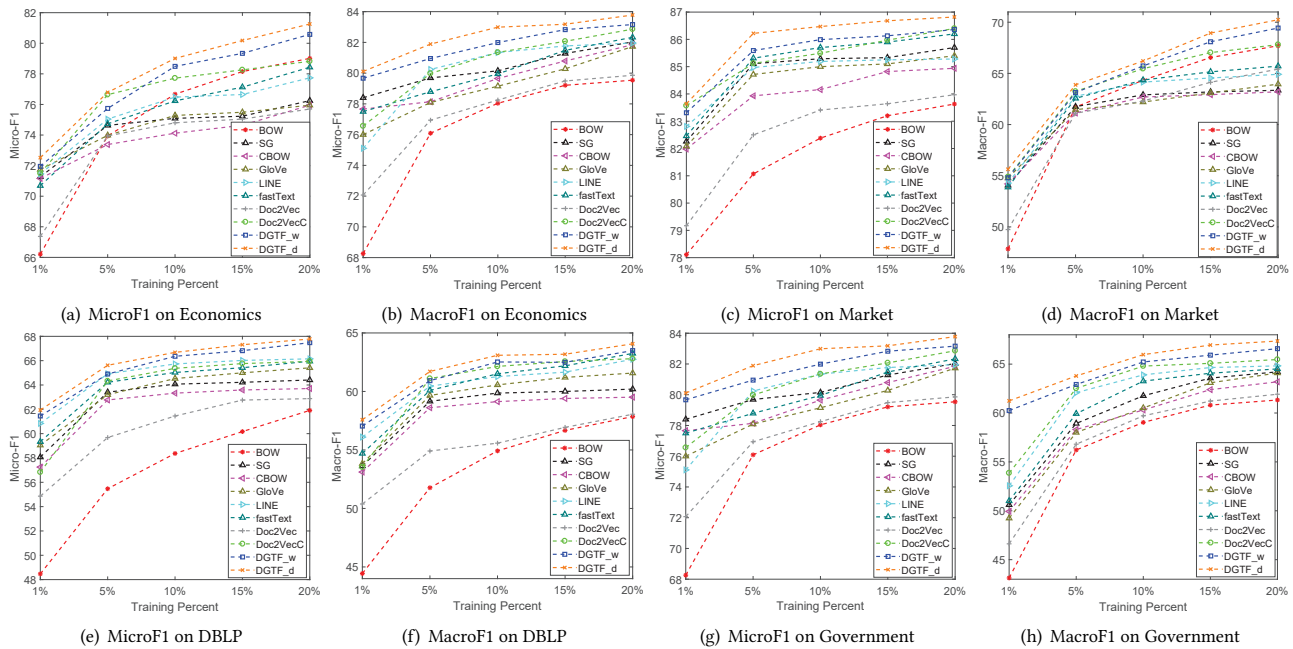 82
80
78
76
74
72
70
68
66
Micro-F1
1%
5%
10%
15%
20%
Training Percent
BOW
SG
CBOW
GloVe
LINE
fastText
Doc2Vec
Doc2VecC
DGTF_w
DGTF_d
(a) MicroF1 on Economics
84
82
80
78
76
74
72
70
68
Micro-F1
1%
5%
10%
15%
20%
Training Percent
BOW
SG
CBOW
GloVe
LINE
fastText
Doc2Vec
Doc2VecC
DGTF_w
DGTF_d
(b) MacroF1 on Economics
87
86
85
84
83
82
81
80
79
78
Micro-F1
1%
5%
10%
15%
20%
Training Percent
BOW
SG
CBOW
GloVe
LINE
fastText
Doc2Vec
Doc2VecC
DGTF_w
DGTF_d
(c) MicroF1 on Market
70
65
60
55
50
Macro-F1
1%
5%
10%
15%
20%
Training Percent
BOW
SG
CBOW
GloVe
LINE
fastText
Doc2Vec
Doc2VecC
DGTF_w
DGTF_d
(d) MacroF1 on Market
68
66
64
62
60
58
56
54
52
50
48
Micro-F1
1%
5%
10%
15%
20%
Training Percent
BOW
SG
CBOW
GloVe
LINE
fastText
Doc2Vec
Doc2VecC
DGTF_w
DGTF_d
(e) MicroF1 on DBLP
65
60
55
50
45
Macro-F1
1%
5%
10%
15%
20%
Training Percent
BOW
SG
CBOW
GloVe
LINE
fastText
Doc2Vec
Doc2VecC
DGTF_w
DGTF_d
(f) MacroF1 on DBLP
84
82
80
78
76
74
72
70
68
Micro-F1
1%
5%
10%
15%
20%
Training Percent
BOW
SG
CBOW
GloVe
LINE
fastText
Doc2Vec
Doc2VecC
DGTF_w
DGTF_d
(g) MicroF1 on Government
65
60
55
50
45
Macro-F1
1%
5%
10%
15%
20%
Training Percent
BOW
SG
CBOW
GloVe
LINE
fastText
Doc2Vec
Doc2VecC
DGTF_w
DGTF_d
(h) MacroF1 on Government